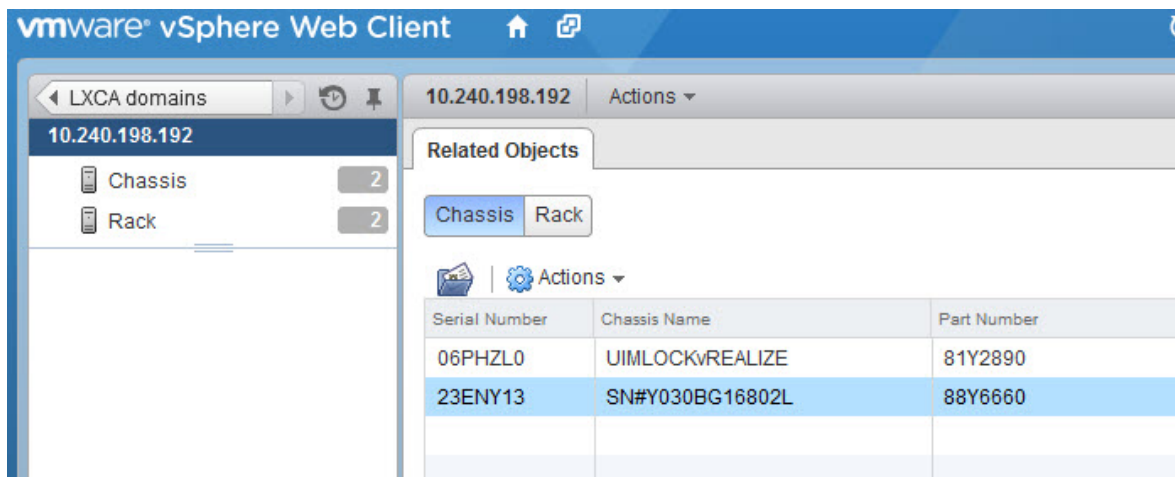 vmware® vSphere Web Client
LXCA domains
10.240.198.192
Chassis 2
Rack 2
10.240.198.192 Actions
Related Objects
Chassis Rack
Actions
Serial Number Chassis Name Part Number
06PHZL0 UIMLOCKvREALIZE 81Y2890
23ENY13 SN#Y030BG16802L 88Y6660